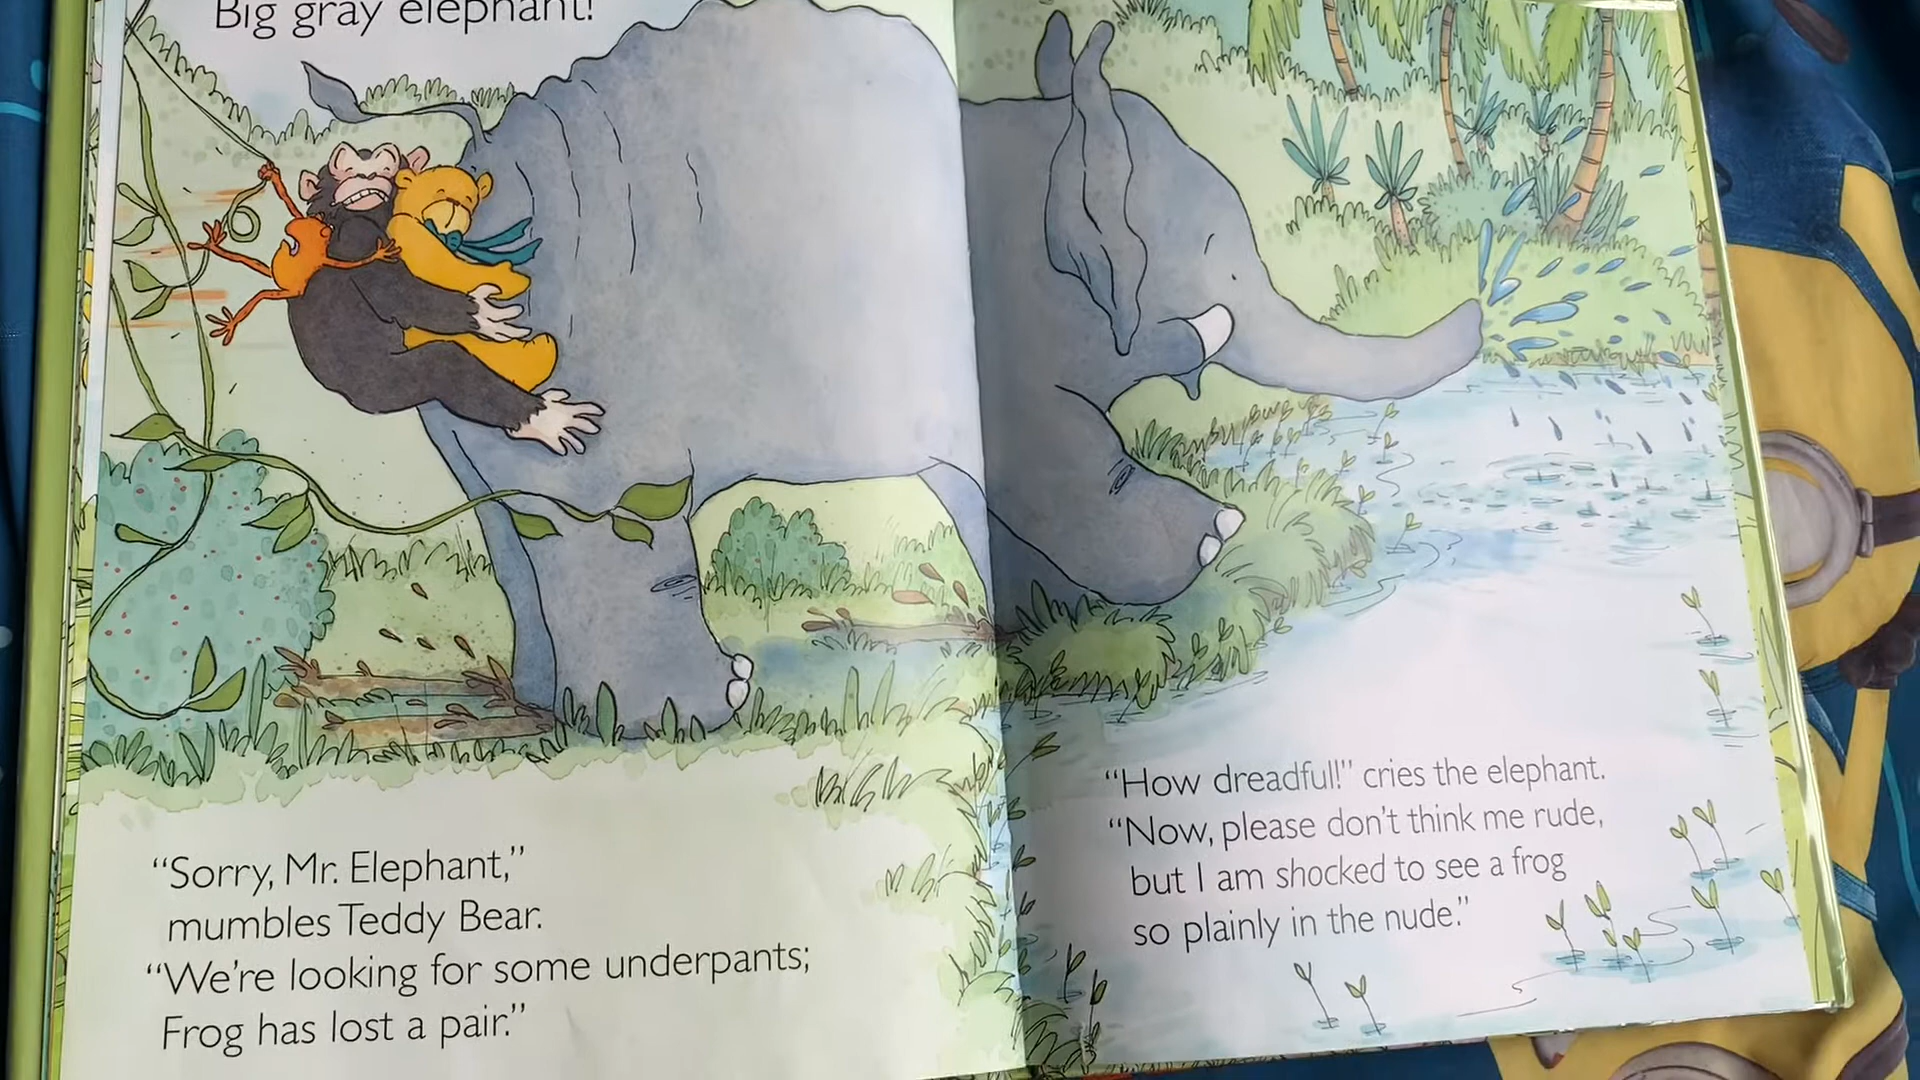 Big gray elephant!
“Sorry, Mr. Elephant,”
mumbles Teddy Bear.
“We're looking for some underpants;
Frog has lost a pair.”
“How dreadful!” cries the elephant.
“Now, please don't think me rude,
but I am shocked to see a frog
so plainly in the nude.”